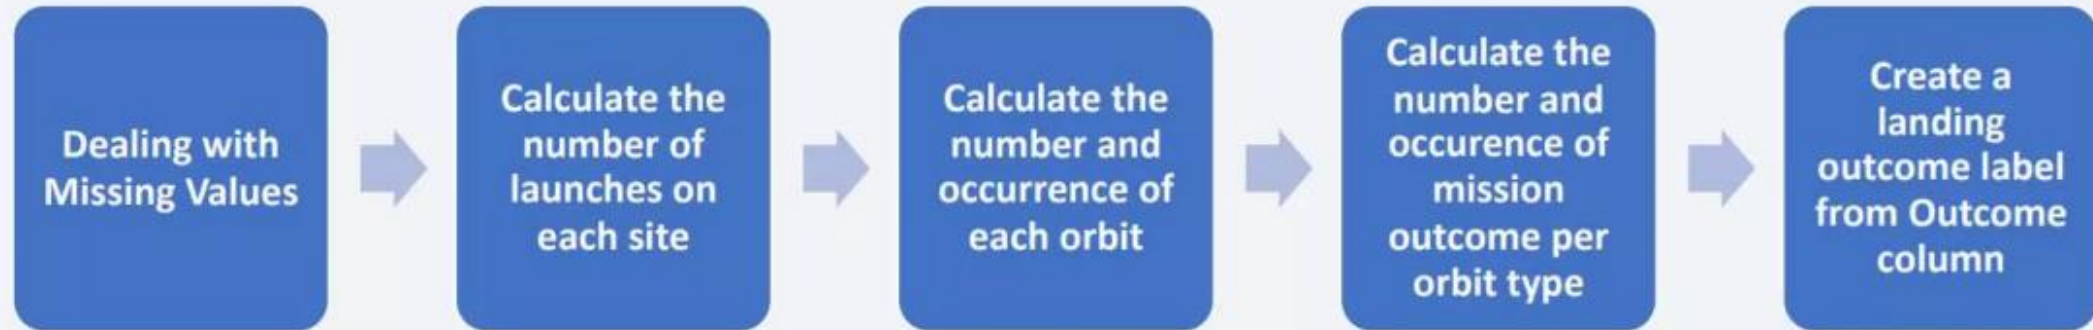 Dealing with
Missing Values
Calculate the
number of
launches on
each site
Calculate the
number and
occurrence of
each orbit
Calculate the
number and
occurence of
mission
outcome per
orbit type
Create a
landing
outcome label
from Outcome
column